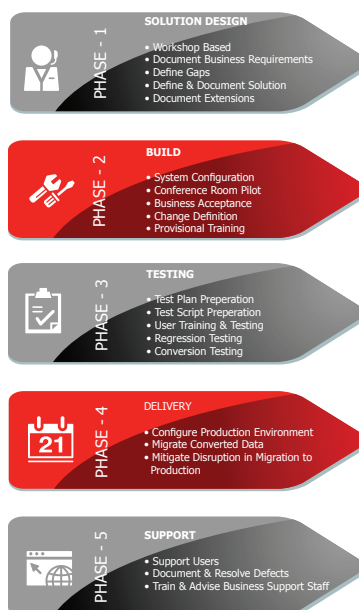 PHASE - 1
SOLUTION DESIGN
• Workshop Based
• Document Business Requirements
• Define Gaps
• Define & Document Solution
• Document Extensions
PHASE - 2
BUILD
• System Configuration
• Conference Room Pilot
• Business Acceptance
• Change Definition
• Provisional Training
PHASE - 3
TESTING
• Test Plan Preperation
• Test Script Preperation
• User Training & Testing
• Regression Testing
• Conversion Testing
PHASE - 4
21
DELIVERY
• Configure Production Environment
• Migrate Converted Data
• Mitigate Disruption in Migration to
Production
PHASE - 5
SUPPORT
• Support Users
• Document & Resolve Defects
• Train & Advise Business Support Staff